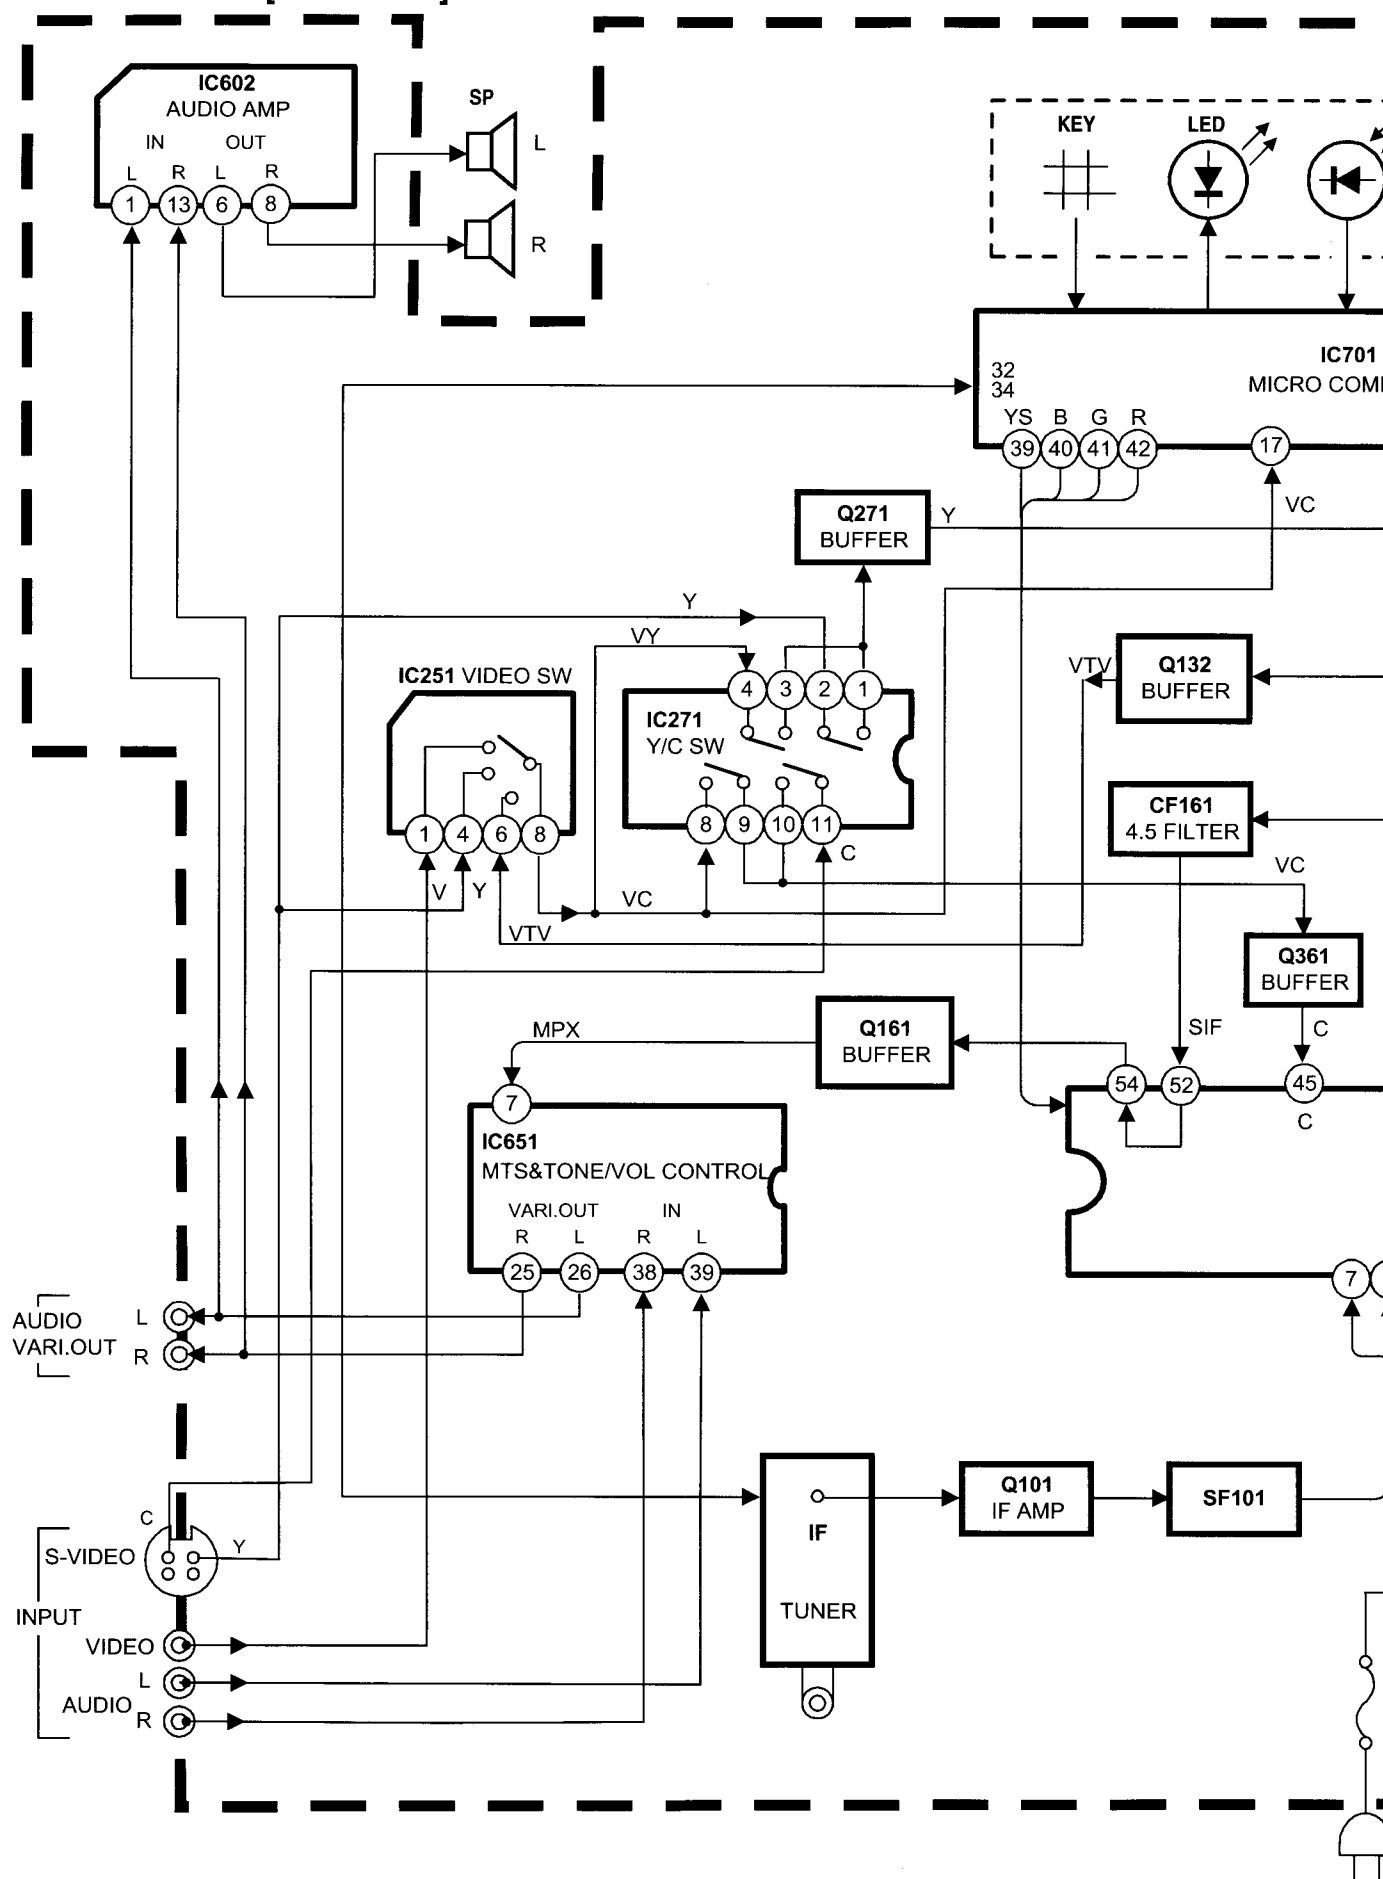 IC602
AUDIO AMP
IN OUT
L R L R
1 13 6 8
SP
L
R
KEY LED
IC701
32
34
YS B G R
39 40 41 42 17
VC
Q271
BUFFER
Y
Y
VY
IC251 VIDEO SW
1 4 6 8
V Y
VTV
VC
4 3 2 1
IC271
Y/C SW
8 9 10 11
C
VTV
Q132
BUFFER
CF161
4.5 FILTER
VC
Q361
BUFFER
SIF
C
MPX
Q161
BUFFER
54 52 45
C
7
7
IC651
MTS&TONE/VOL CONTROL
VARI.OUT IN
R L R L
25 26 38 39
AUDIO
VARI.OUT
L
R
C
S-VIDEO
Y
INPUT
VIDEO
L
AUDIO
R
IF
TUNER
Q101
IF AMP
SF101
MICRO COM